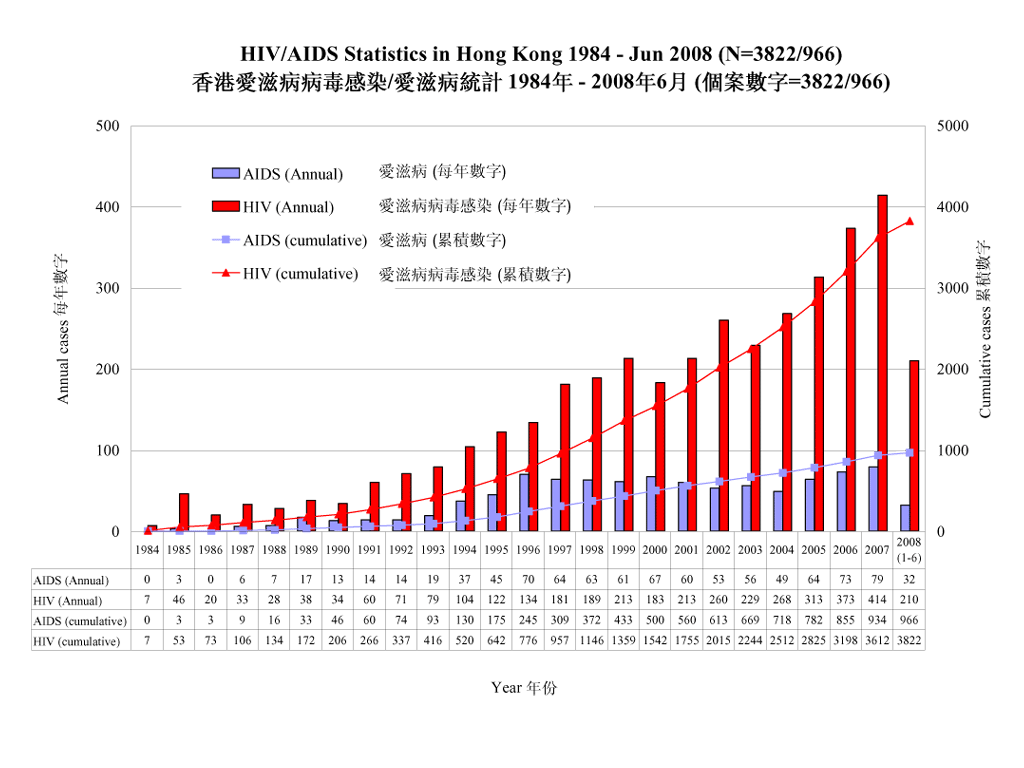 HIV/AIDS Statistics in Hong Kong 1984 - Jun 2008 (N=3822/966)
香港愛滋病病毒感染/愛滋病統計 1984年 - 2008年6月 (個案數字=3822/966)
500 5000
400 4000
300 3000
200 2000
100 1000
0 0
Annual cases 每年數字
Cumulative cases 累積數字
AIDS (Annual) 愛滋病 (每年數字)
HIV (Annual) 愛滋病病毒感染 (每年數字)
AIDS (cumulative) 愛滋病 (累積數字)
HIV (cumulative) 愛滋病病毒感染 (累積數字)
1984 1985 1986 1987 1988 1989 1990 1991 1992 1993 1994 1995 1996 1997 1998 1999 2000 2001 2002 2003 2004 2005 2006 2007 2008 (1-6)
AIDS (Annual) 0 3 0 6 7 17 13 14 14 19 37 45 70 64 63 61 67 60 53 56 49 64 73 79 32
HIV (Annual) 7 46 20 33 28 38 34 60 71 79 104 122 134 181 189 213 183 213 260 229 268 313 373 414 210
AIDS (cumulative) 0 3 3 9 16 33 46 60 74 93 130 175 245 309 372 433 500 560 613 669 718 782 855 934 966
HIV (cumulative) 7 53 73 106 134 172 206 266 337 416 520 642 776 957 1146 1359 1542 1755 2015 2244 2512 2825 3198 3612 3822
Year 年份